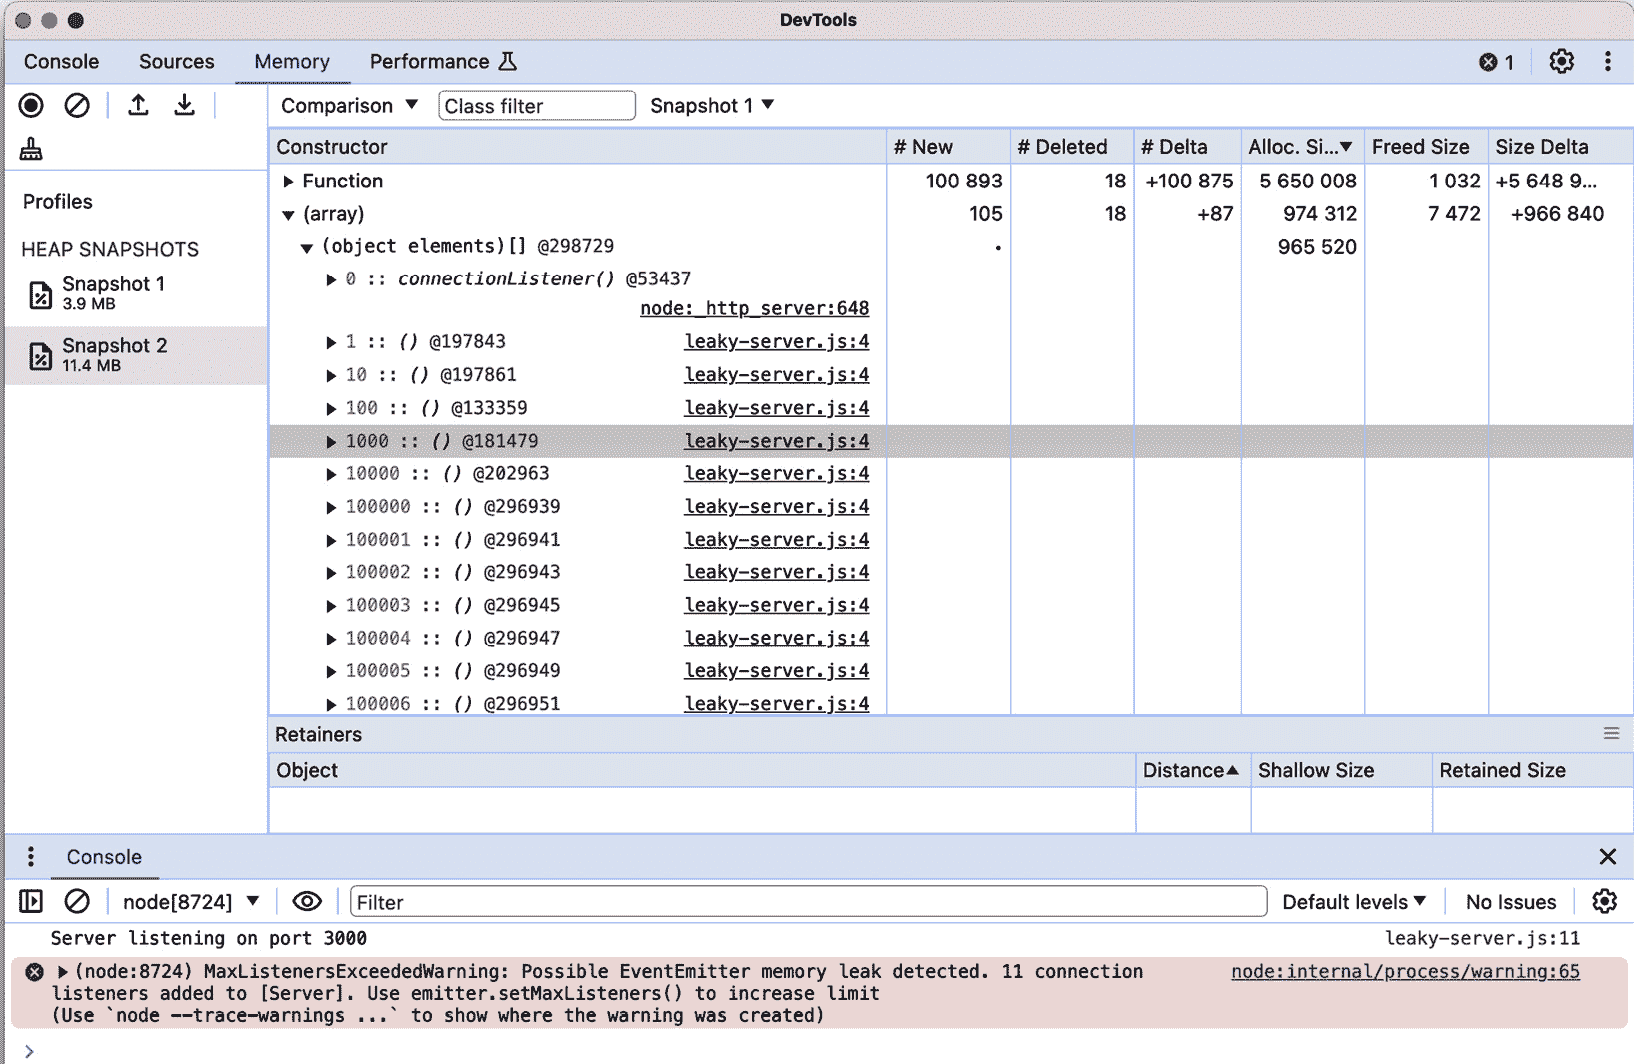 DevTools
Console Sources Memory Performance 1
Comparison ▼ Class filter Snapshot 1 ▼
Constructor # New # Deleted # Delta Alloc. Si...▼ Freed Size Size Delta
Profiles
HEAP SNAPSHOTS
Snapshot 1
3.9 MB
Snapshot 2
11.4 MB
▶ Function 100 893 18 +100 875 5 650 008 1 032 +5 648 9...
▼ (array) 105 18 +87 974 312 7 472 +966 840
▼ (object elements)[] @298729 • 965 520
▶ 0 :: connectionListener() @53437
node:_http_server:648
▶ 1 :: () @197843 leaky-server.js:4
▶ 10 :: () @197861 leaky-server.js:4
▶ 100 :: () @133359 leaky-server.js:4
▶ 1000 :: () @181479 leaky-server.js:4
▶ 10000 :: () @202963 leaky-server.js:4
▶ 100000 :: () @296939 leaky-server.js:4
▶ 100001 :: () @296941 leaky-server.js:4
▶ 100002 :: () @296943 leaky-server.js:4
▶ 100003 :: () @296945 leaky-server.js:4
▶ 100004 :: () @296947 leaky-server.js:4
▶ 100005 :: () @296949 leaky-server.js:4
▶ 100006 :: () @296951 leaky-server.js:4
Retainers
Object Distance▲ Shallow Size Retained Size
Console
node[8724] ▼ Filter Default levels ▼ No Issues
Server listening on port 3000 leaky-server.js:11
▶ (node:8724) MaxListenersExceededWarning: Possible EventEmitter memory leak detected. 11 connection node:internal/process/warning:65
listeners added to [Server]. Use emitter.setMaxListeners() to increase limit
(Use `node --trace-warnings ...` to show where the warning was created)
>